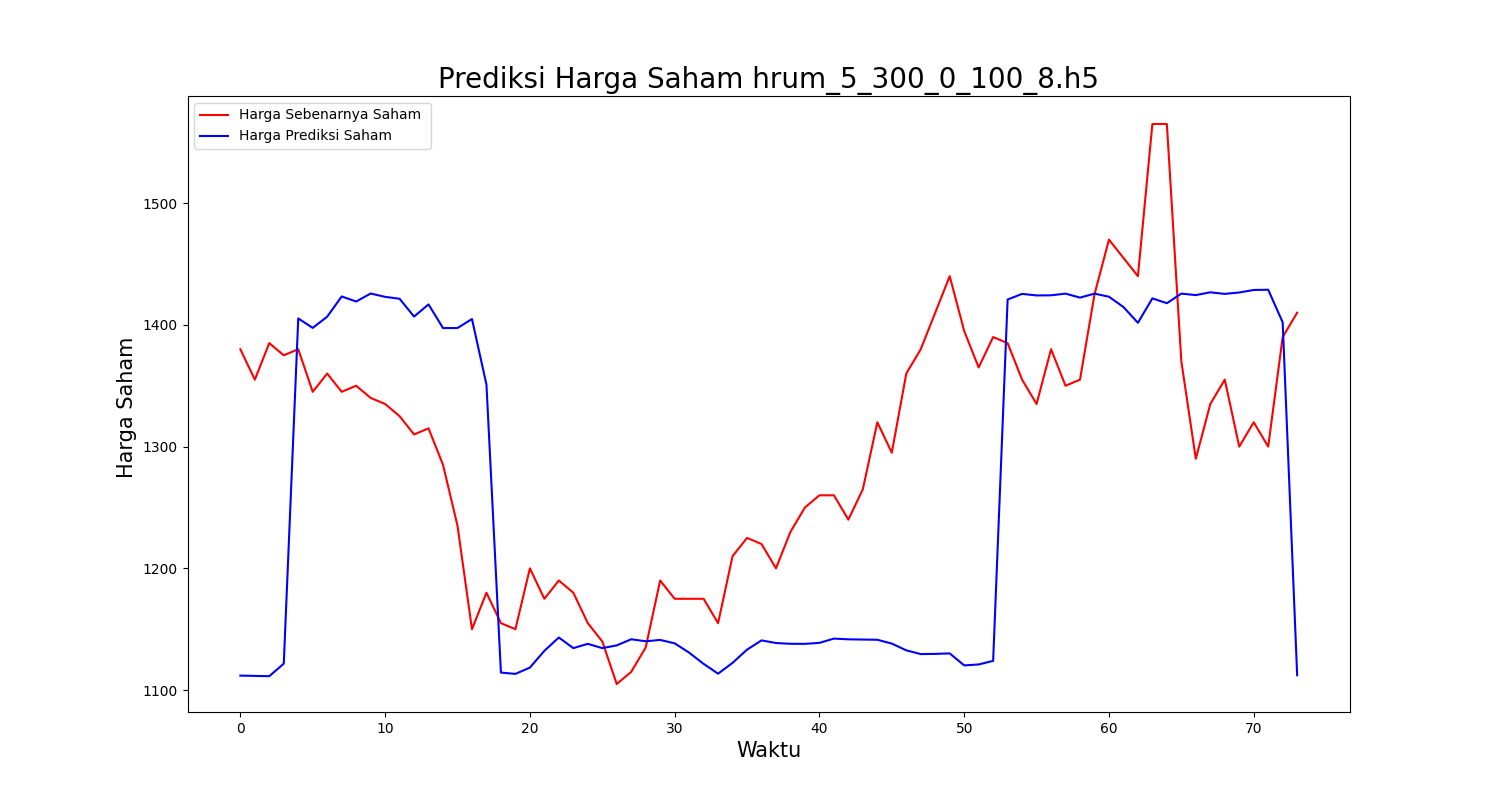 Prediksi Harga Saham hrum_5_300_0_100_8.h5
Harga Sebenarnya Saham
Harga Prediksi Saham
Harga Saham
1500
1400
1300
1200
1100
0 10 20 30 40 50 60 70
Waktu